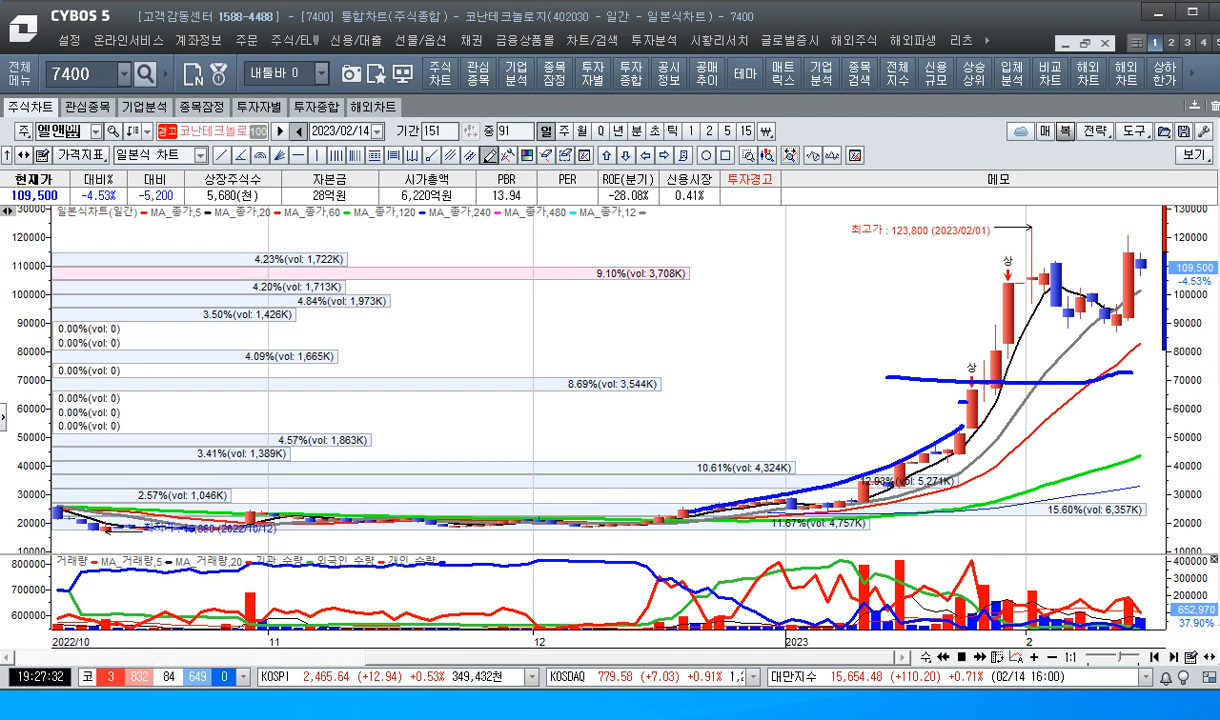 CYBOS 5 [고객감동센터 1588-4488] - [7400] 통합차트(주식종합) - 코난테크놀로지(402030 - 일간 - 일본식차트) - 7400
설정 온라인서비스 계좌정보 주문 주식/ELW 신용/대출 선물/옵션 채권 금융상품몰 차트/검색 투자분석 시황리서치 글로벌증시 해외주식 해외파생 리츠 1 2 3 4
전체메뉴 7400 내툴바 0 주식차트 관심종목 기업분석 종목잠정 투자자별 투자종합 공시정보 공매추이 테마 매트릭스 기업분석 종목검색 전체지수 신용규모 상승상위 입체분석 비교차트 해외차트 해외차트 상하한가
주식차트 관심종목 기업분석 종목잠정 투자자별 투자종합 해외차트
주 경고 코난테크놀로 100 2023/02/14 기간 151 중 91 일 주 월 Q 년 분 초 틱 1 2 5 15 매 복 전략 도구
가격지표 일본식 차트 보기
현재가 대비% 대비 상장주식수 자본금 시가총액 PBR PER ROE(분기) 신용시장 투자경고 메모
109,500 -4.53% -5,200 5,680(천) 28억원 6,220억원 13.94 -28.08% 0.41%
일본식차트(일간) MA_종가,5 MA_종가,20 MA_종가,60 MA_종가,120 MA_종가,240 MA_종가,480 MA_종가,12
130000 130000
최고가 : 123,800 (2023/02/01)
120000 120000
4.23%(vol: 1,722K)
상
110000 109,500
9.10%(vol: 3,708K)
-4.53%
4.20%(vol: 1,713K)
100000 100000
4.84%(vol: 1,973K)
3.50%(vol: 1,426K)
90000 90000
0.00%(vol: 0)
0.00%(vol: 0)
80000 80000
4.09%(vol: 1,665K)
상
0.00%(vol: 0)
70000 70000
8.69%(vol: 3,544K)
0.00%(vol: 0)
60000 60000
0.00%(vol: 0)
0.00%(vol: 0)
50000 50000
4.57%(vol: 1,863K)
3.41%(vol: 1,389K)
40000 40000
10.61%(vol: 4,324K)
12.93%(vol: 5,271K)
30000 30000
2.57%(vol: 1,046K)
15.60%(vol: 6,357K)
20000 20000
11.67%(vol: 4,757K)
(2022/10/12)
10000 10000
거래량 MA_거래량,5 MA_거래량,20 기관 수량 외국인 수량 개인 수량
800000 400000
300000
700000 200000
600000 652,970
37.90%
2022/10 11 12 2023 2
1:1
19:27:32 코 3 832 84 649 0 KOSPI 2,465.64 (+12.94) +0.53% 349,432천 KOSDAQ 779.58 (+7.03) +0.91% 대만지수 15,654.48 (+110.20) +0.71% (02/14 16:00)